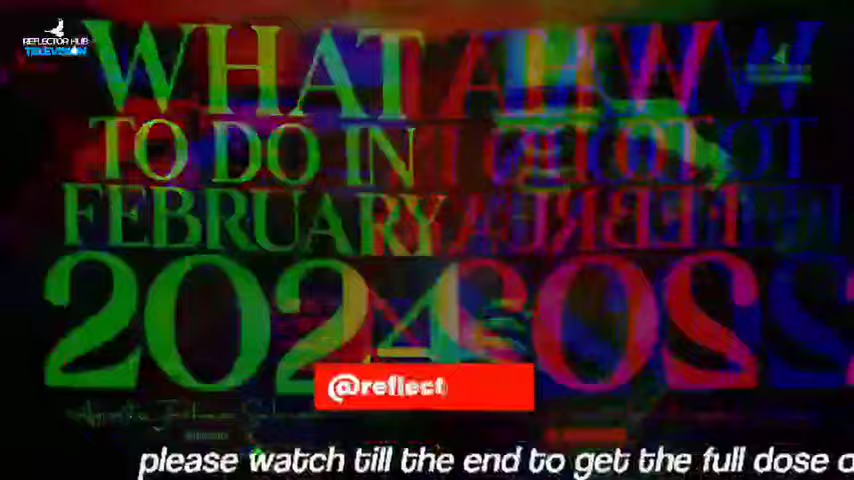 REFLECTOR HUB
TELEVISION
WHAT
TO DO IN
FEBRUARY
2024
@reflect
please watch till the end to get the full dose o